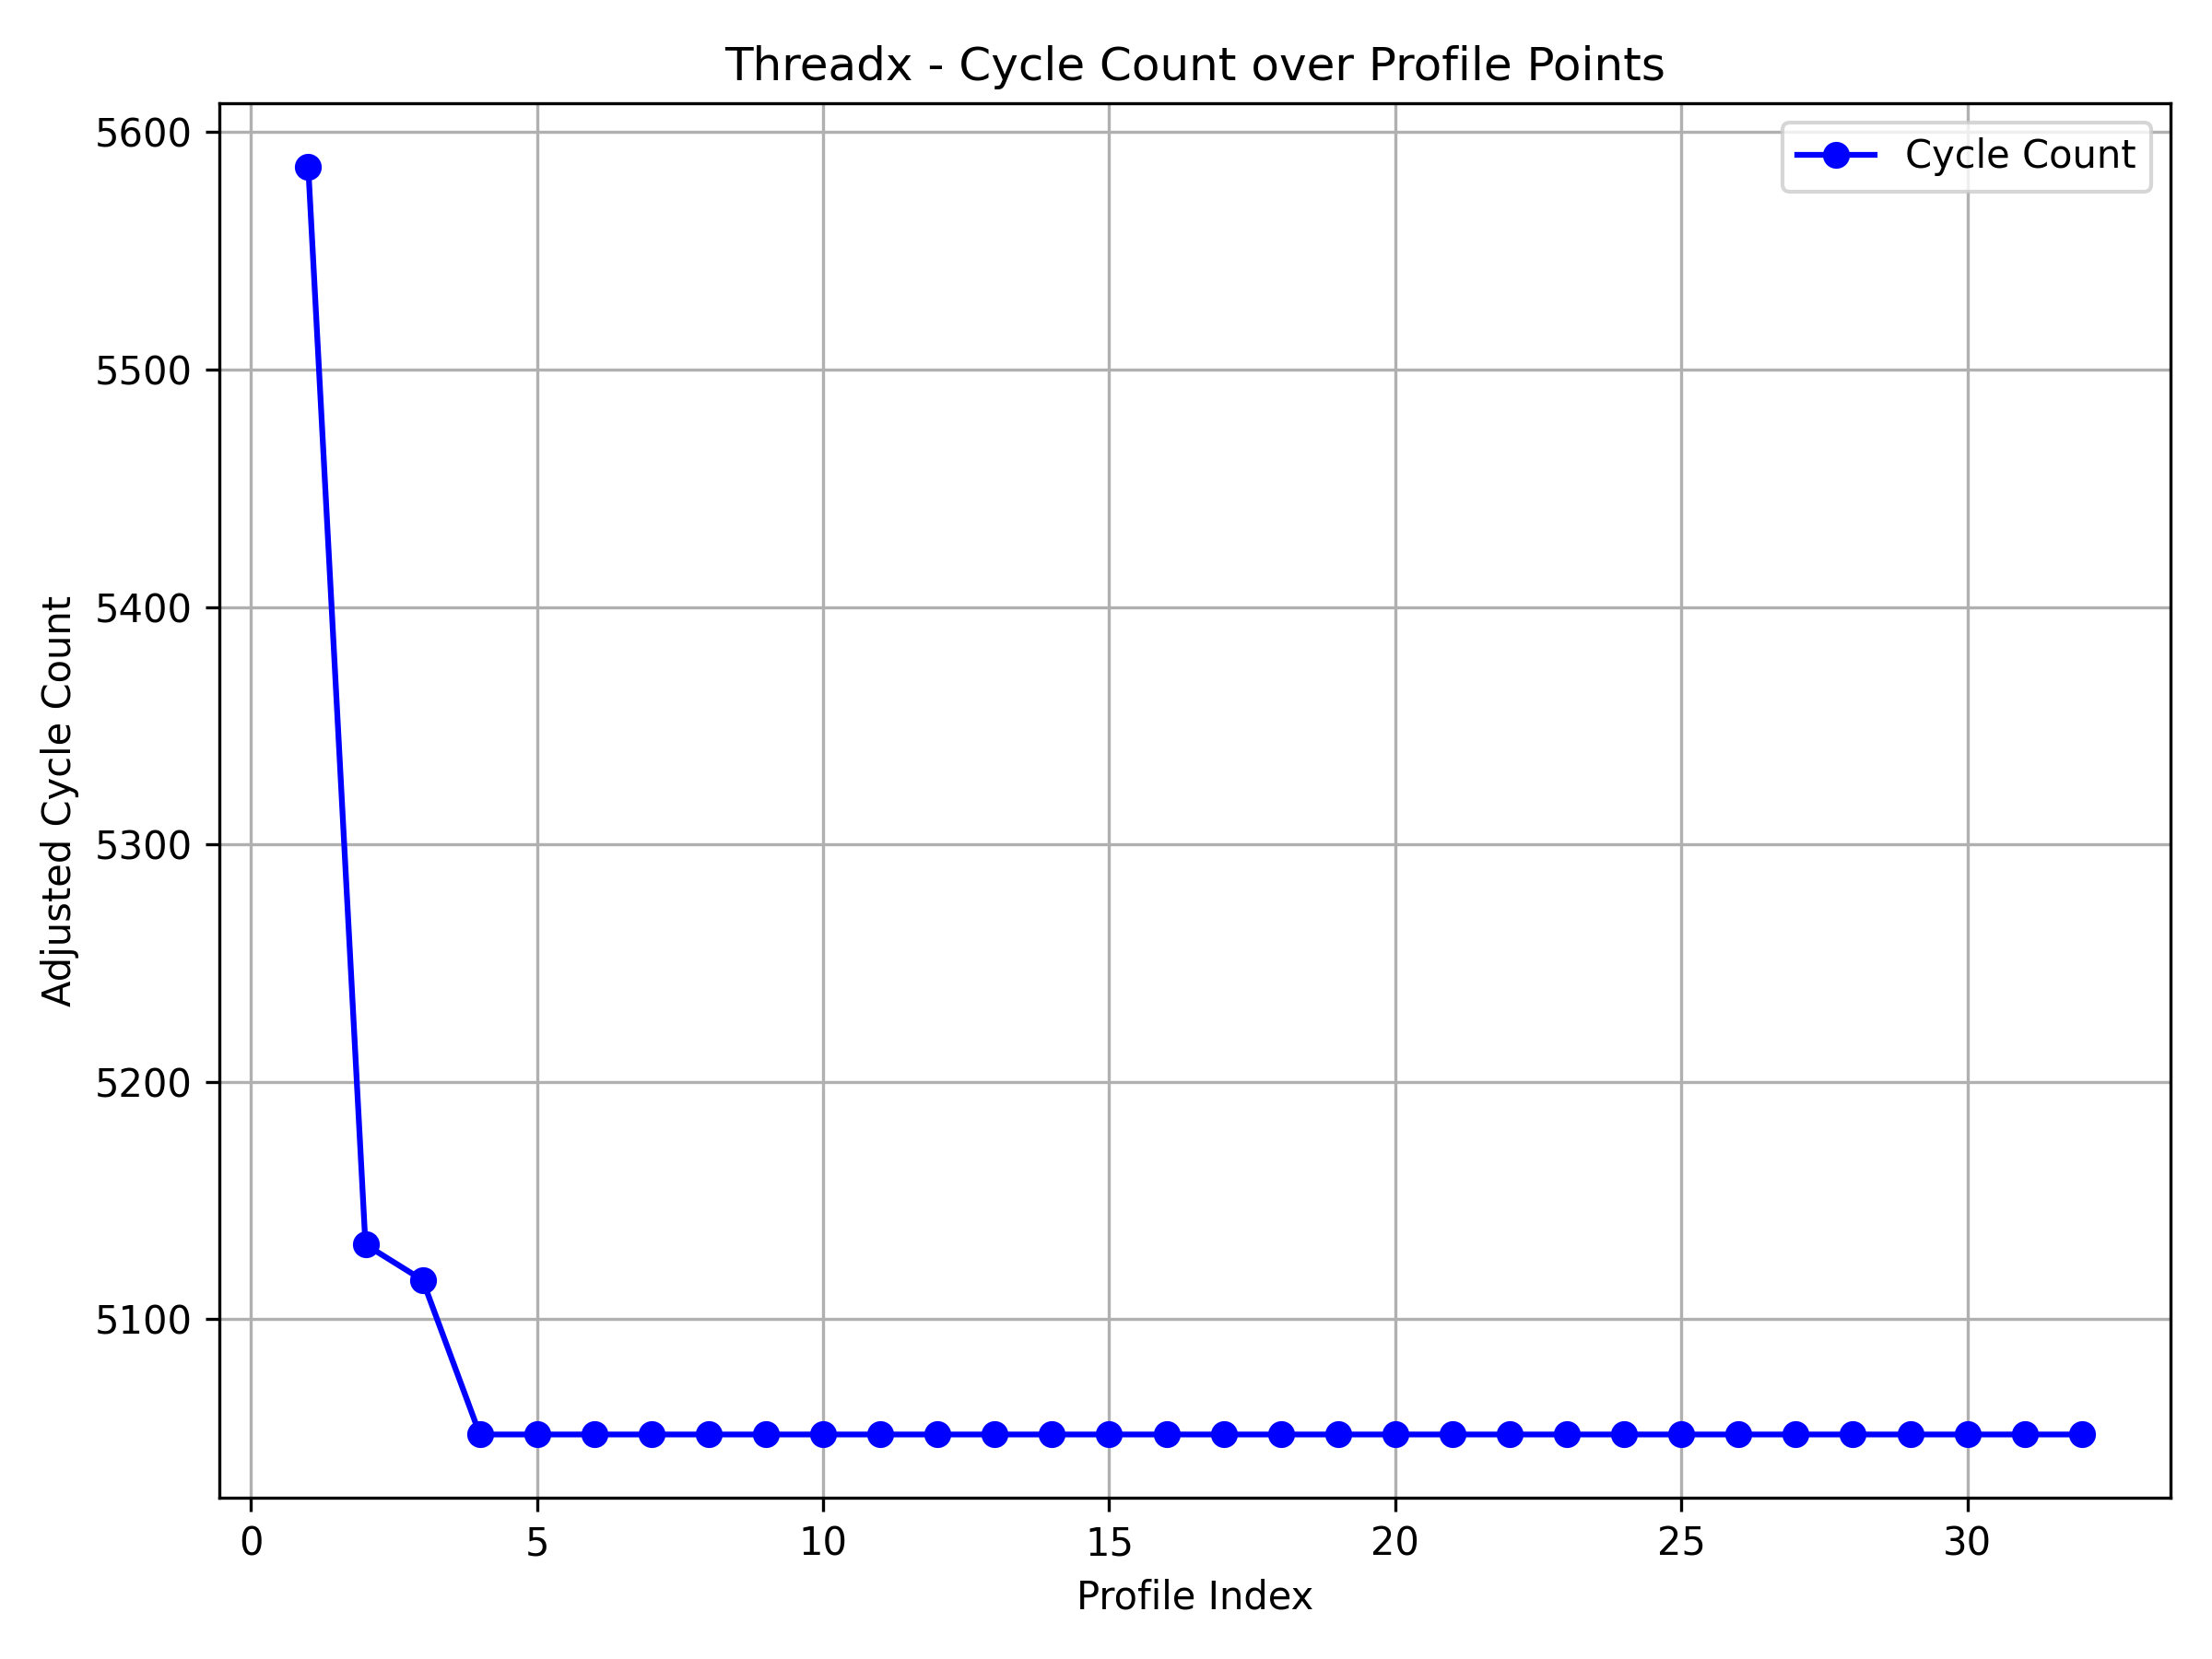 Threadx - Cycle Count over Profile Points
Cycle Count
5600
5500
5400
5300
5200
5100
Adjusted Cycle Count
0 5 10 15 20 25 30
Profile Index